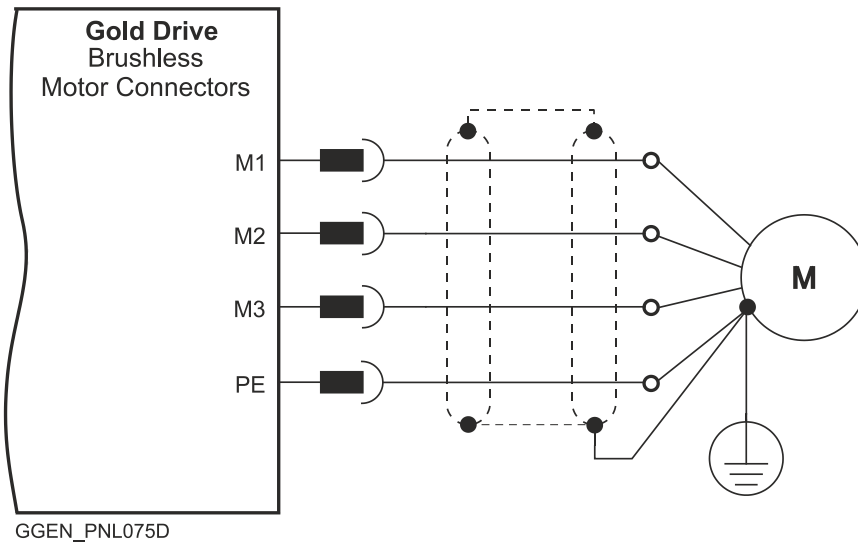 Gold Drive
Brushless
Motor Connectors
M1
M2
M3
PE
M
GGEN_PNL075D